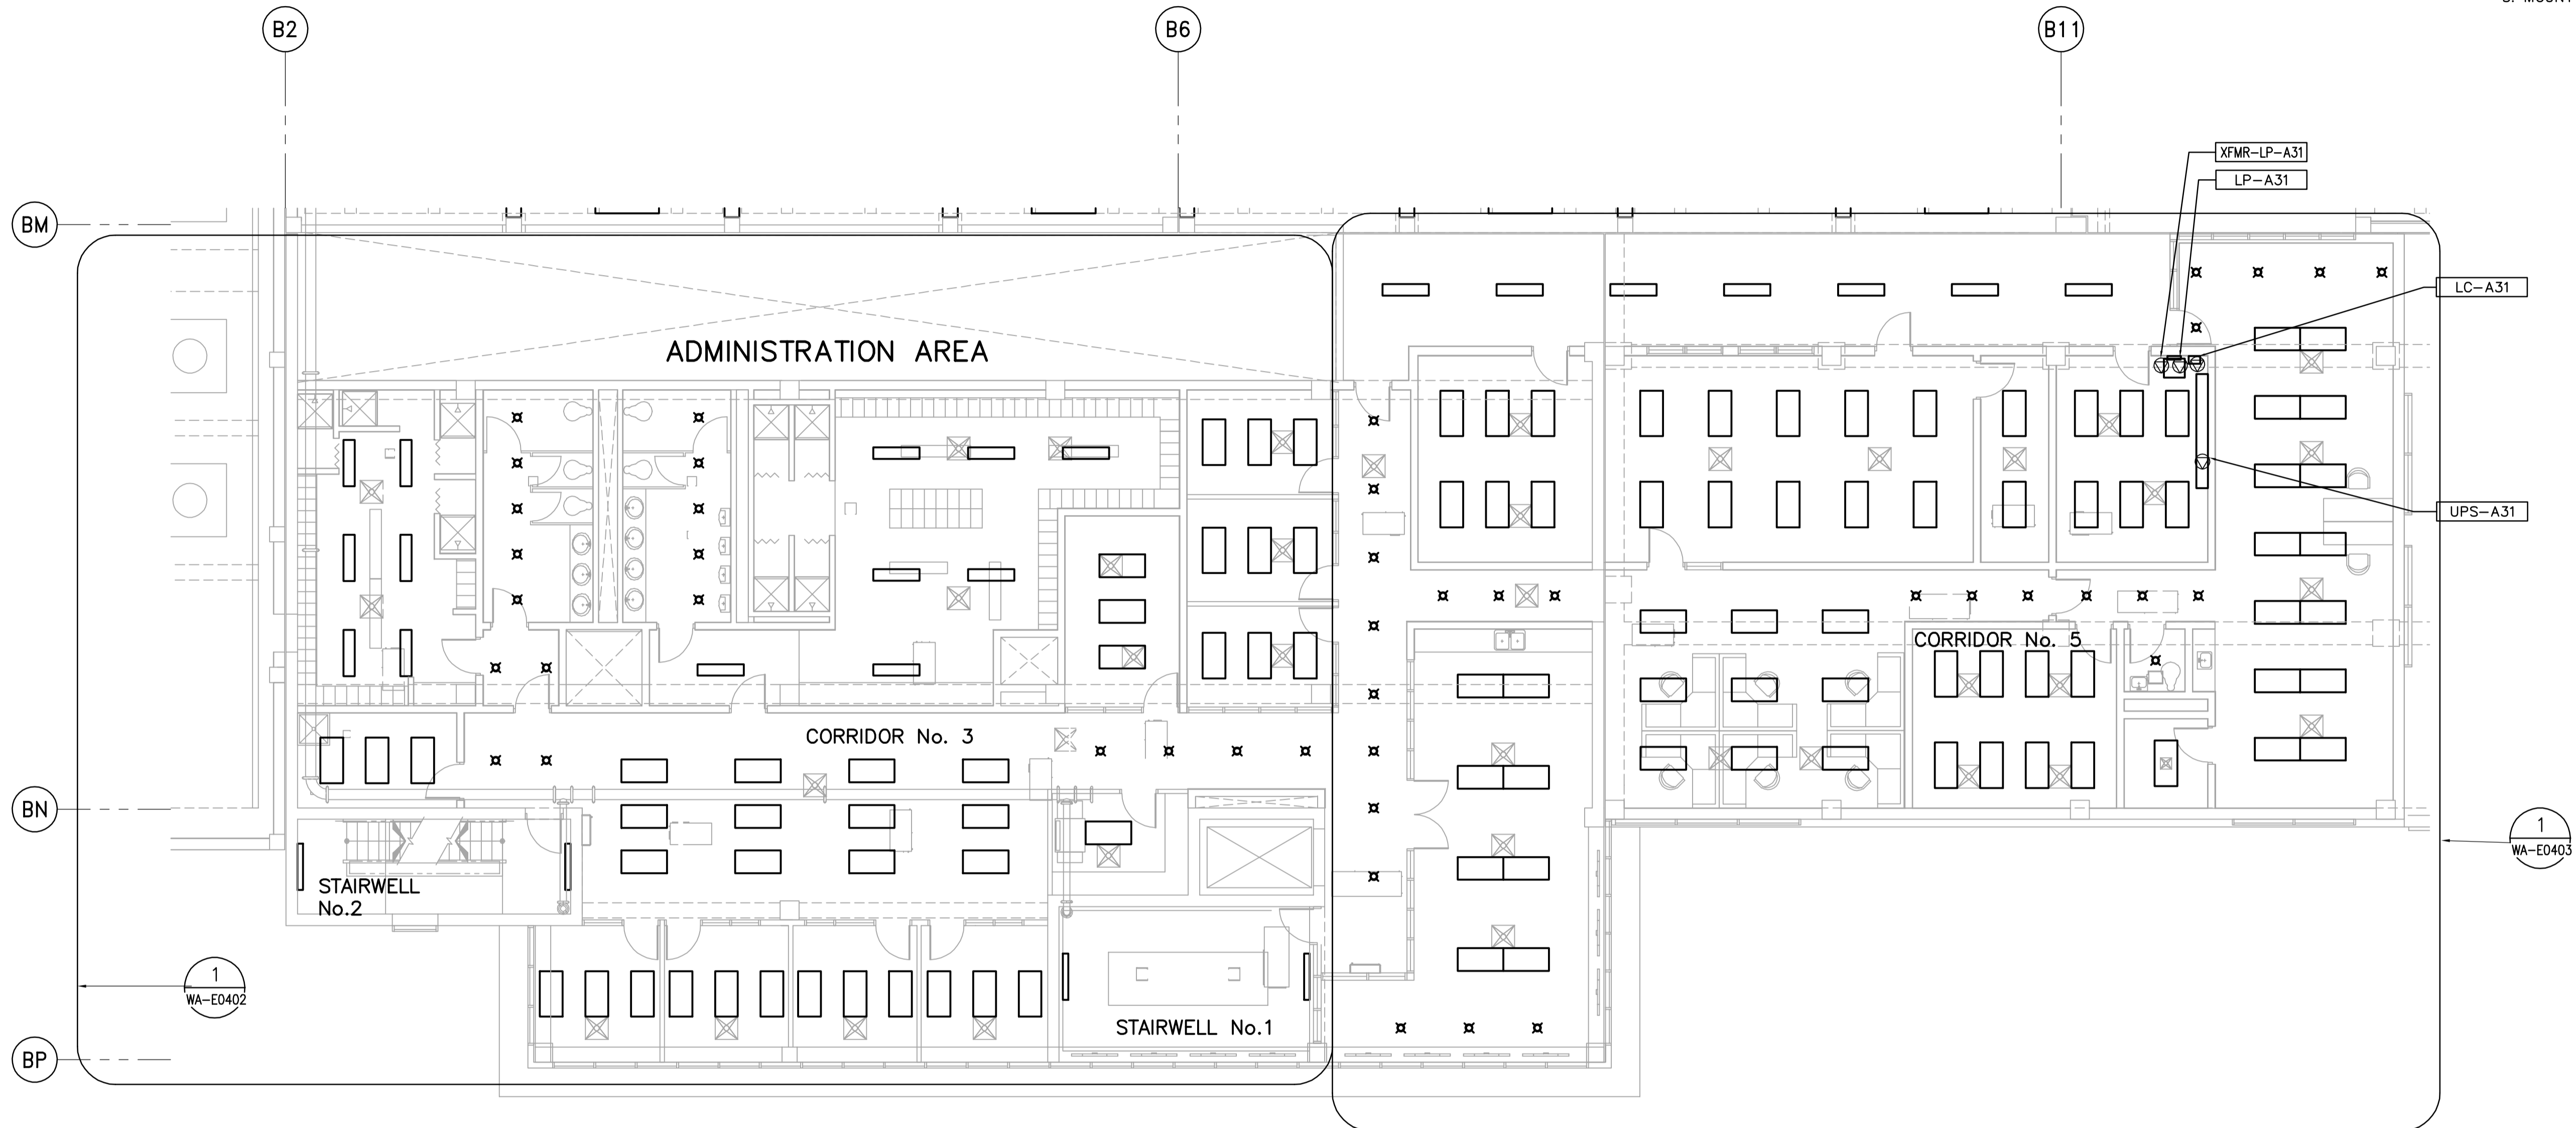 B2
B6
B11
XFMR-LP-A31
LP-A31
BM
LC-A31
ADMINISTRATION AREA
UPS-A31
CORRIDOR No. 5
CORRIDOR No. 3
BN
1
WA-E0403
STAIRWELL
No.2
1
WA-E0402
STAIRWELL No.1
BP